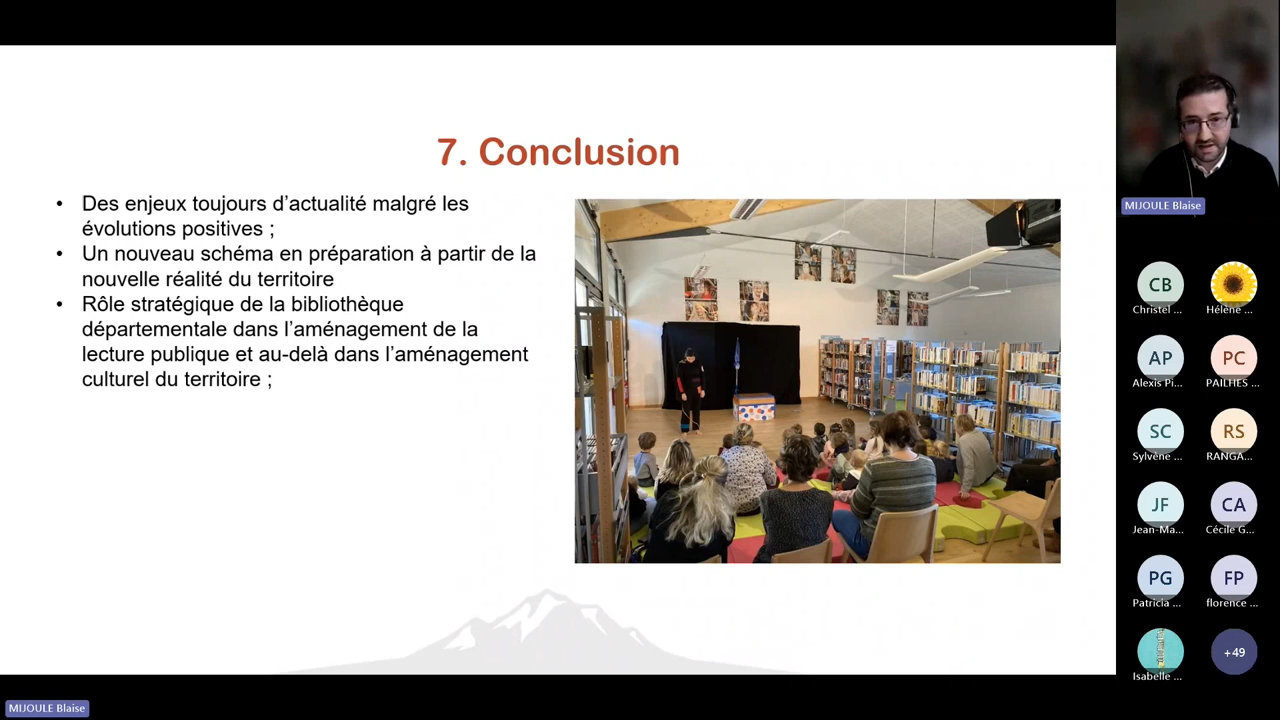 7. Conclusion
• Des enjeux toujours d’actualité malgré les
évolutions positives ;
• Un nouveau schéma en préparation à partir de la
nouvelle réalité du territoire
• Rôle stratégique de la bibliothèque
départementale dans l’aménagement de la
lecture publique et au-delà dans l’aménagement
culturel du territoire ;
MIJOULE Blaise
CB
Christel ...
Hélène ...
AP
Alexis Pi...
PC
PAILHES ...
SC
Sylvène ...
RS
RANGA...
JF
Jean-Ma...
CA
Cécile G...
PG
Patricia ...
FP
florence ...
Isabelle ...
+49
MIJOULE Blaise